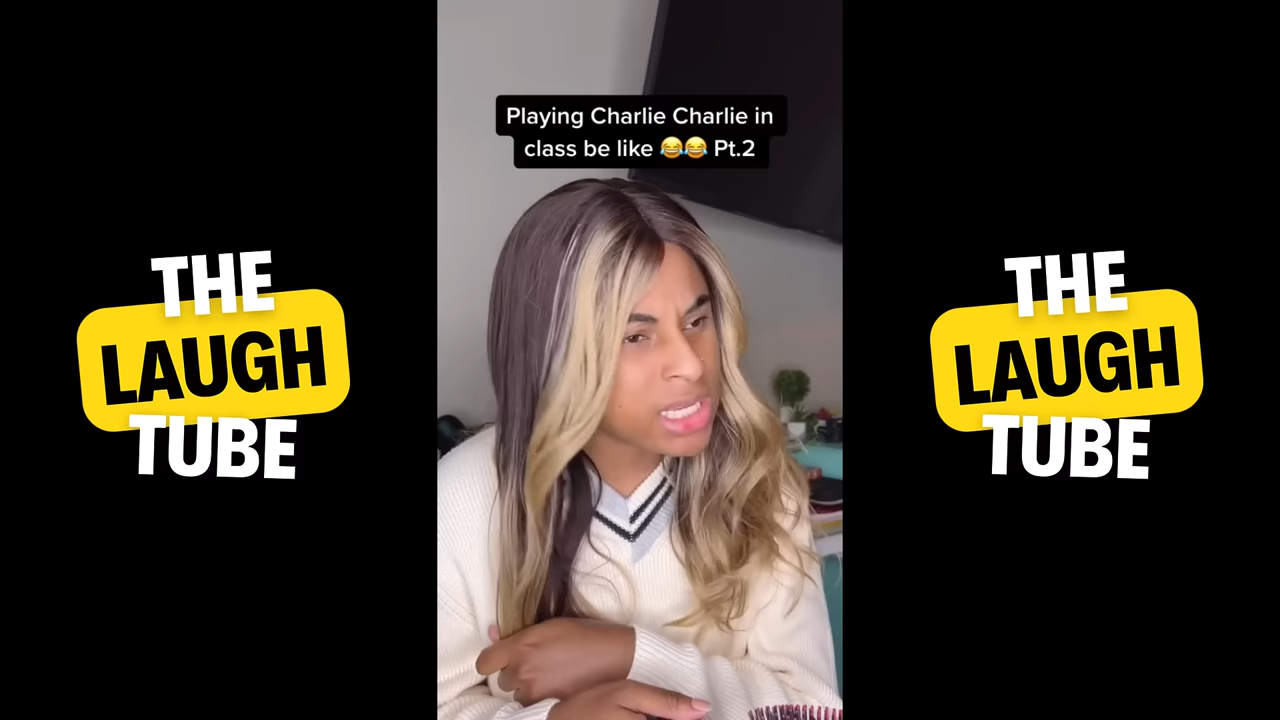 Playing Charlie Charlie in
class be like 😂😂 Pt.2
THE
LAUGH
TUBE
THE
LAUGH
TUBE